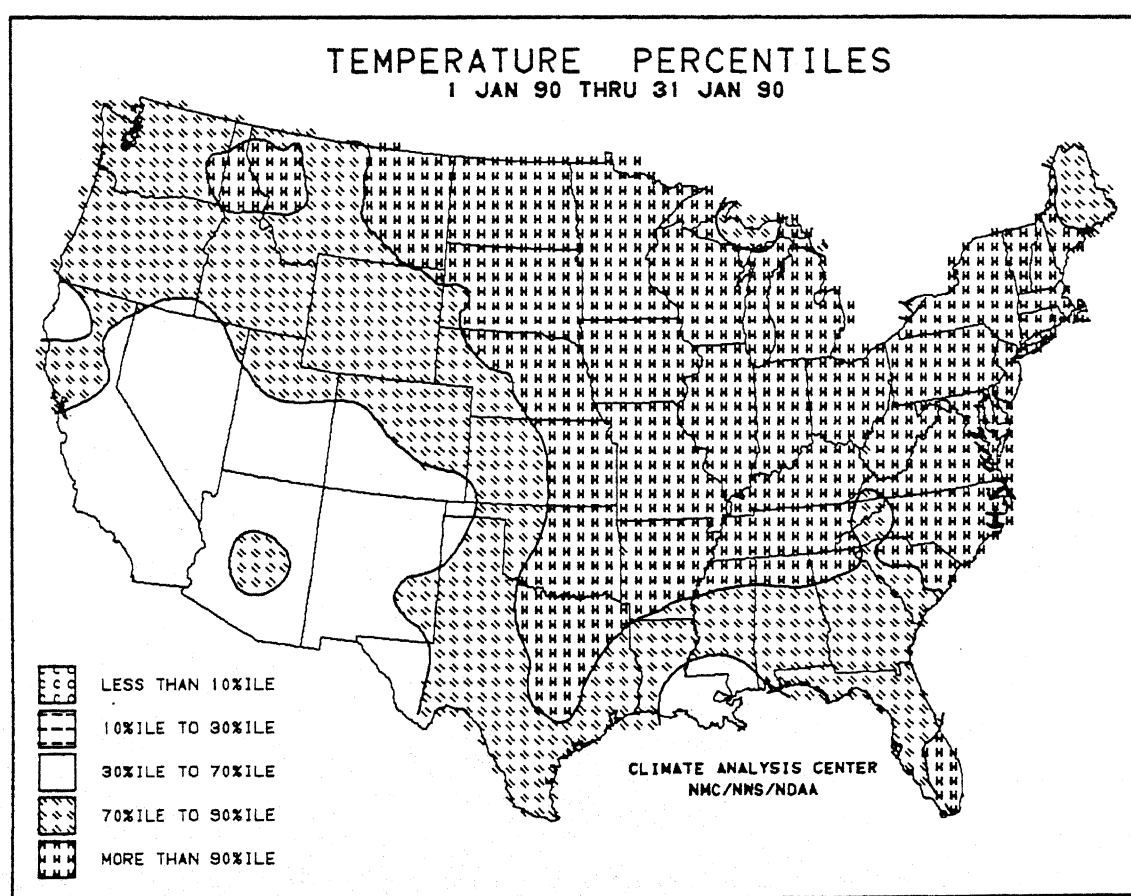 TEMPERATURE PERCENTILES
1 JAN 90 THRU 31 JAN 90
LESS THAN 10%ILE
10%ILE TO 30%ILE
30%ILE TO 70%ILE
70%ILE TO 90%ILE
MORE THAN 90%ILE
CLIMATE ANALYSIS CENTER
NMC/NWS/NOAA